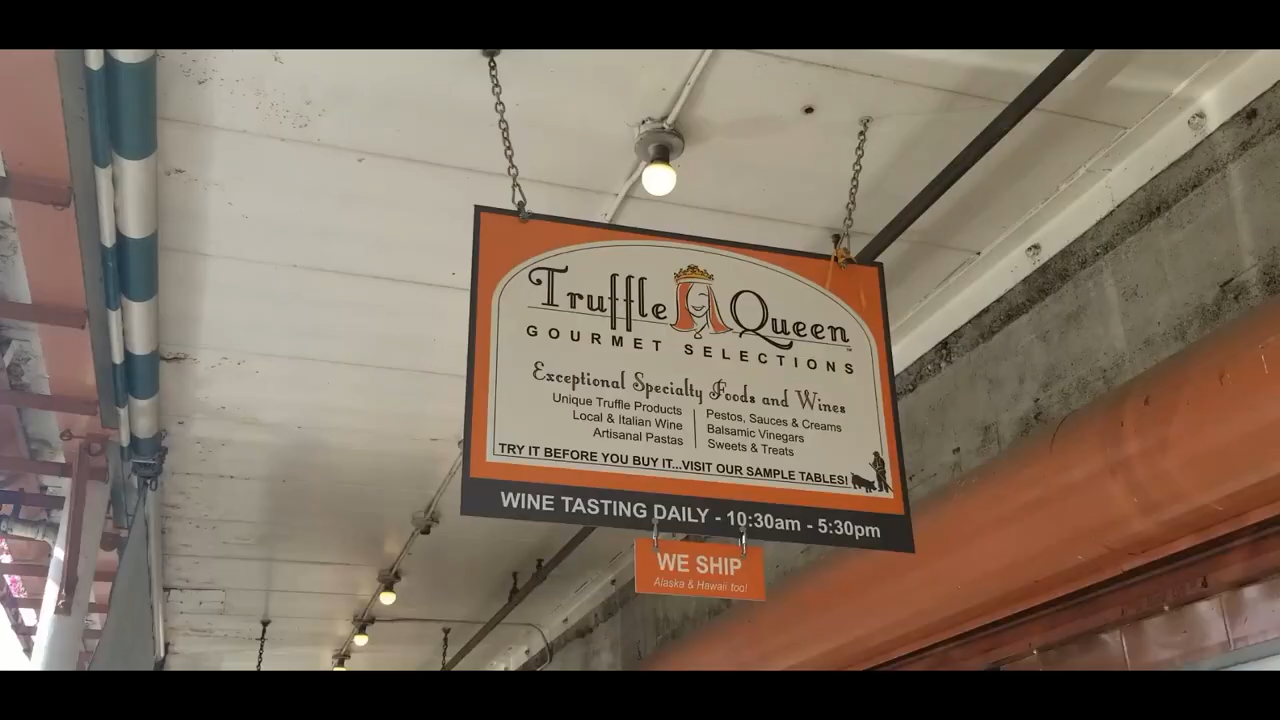 Truffle Queen
GOURMET SELECTIONS
Exceptional Specialty Foods and Wines
Unique Truffle Products
Local & Italian Wine
Artisanal Pastas
Pestos, Sauces & Creams
Balsamic Vinegars
Sweets & Treats
TRY IT BEFORE YOU BUY IT...VISIT OUR SAMPLE TABLES!
WINE TASTING DAILY - 10:30am - 5:30pm
WE SHIP
Alaska & Hawaii too!